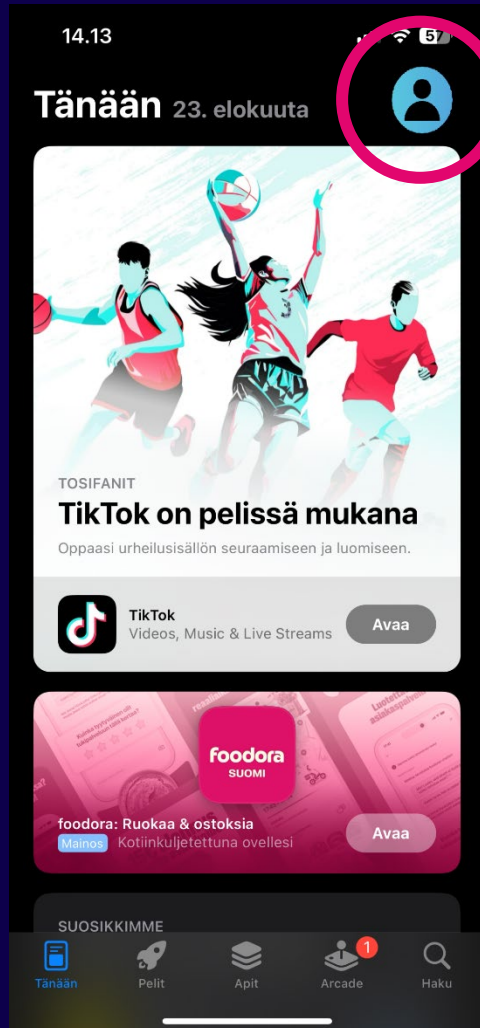 14.13
57
Tänään 23. elokuuta
TOSIFANIT
TikTok on pelissä mukana
Oppaasi urheilusisällön seuraamiseen ja luomiseen.
TikTok
Videos, Music & Live Streams
Avaa
Luotettava
asiakaspalvelu
foodora
SUOMI
foodora: Ruokaa & ostoksia
Mainos Kotiinkuljetettuna ovellesi
Avaa
SUOSIKKIMME
1
Tänään Pelit Apit Arcade Haku